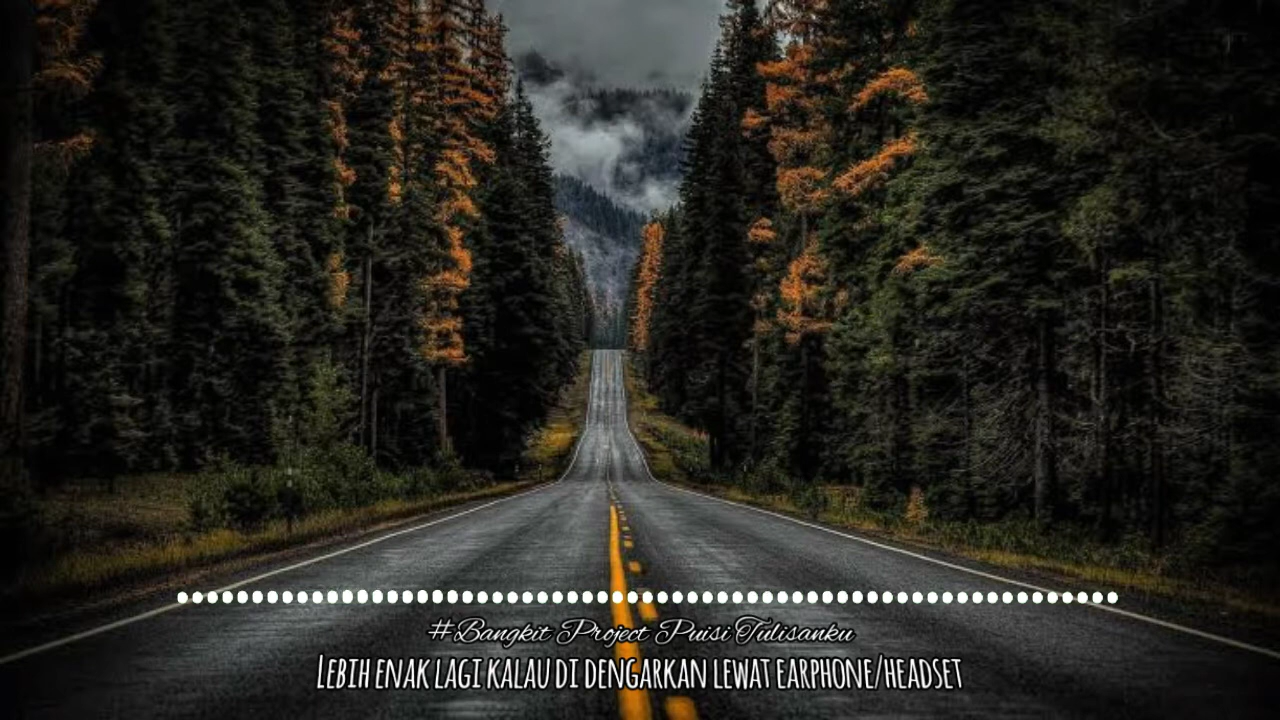 #Bangkit Project Puisi Tulisanku
Lebih enak lagi kalau di dengarkan lewat earphone/headset